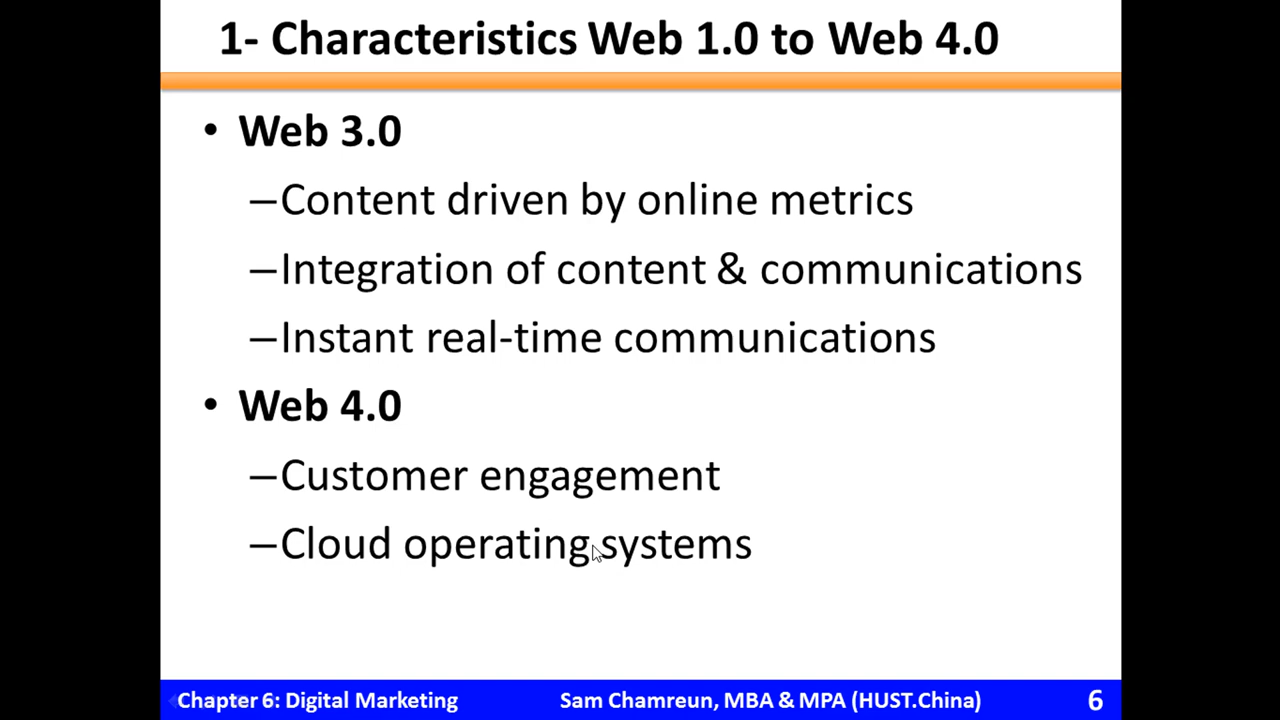 1- Characteristics Web 1.0 to Web 4.0
• Web 3.0
–Content driven by online metrics
–Integration of content & communications
–Instant real-time communications
• Web 4.0
–Customer engagement
–Cloud operating systems
Chapter 6: Digital Marketing Sam Chamreun, MBA & MPA (HUST.China) 6